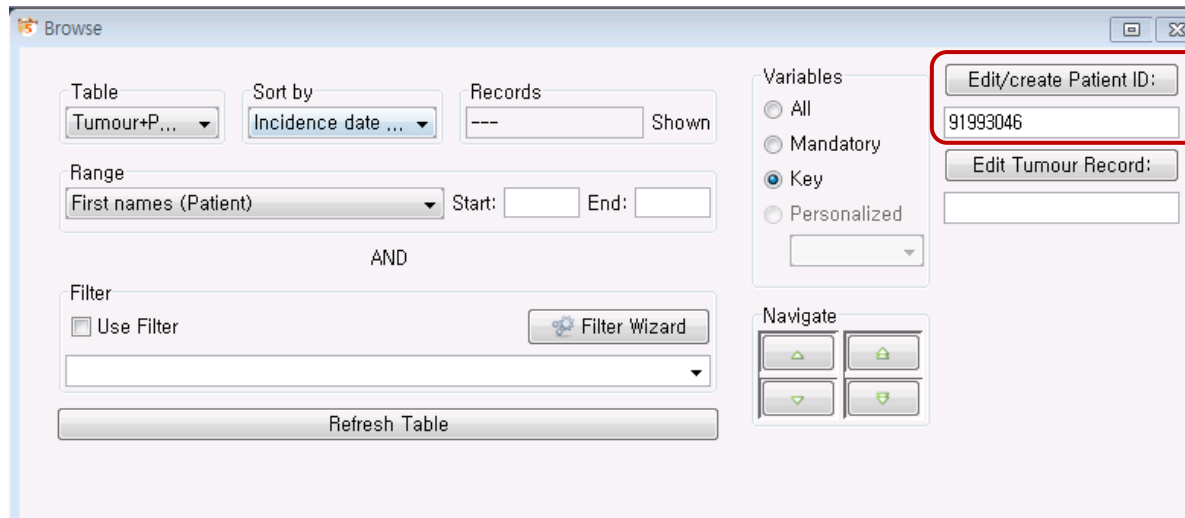 Browse
Table
Tumour+P...
Sort by
Incidence date ...
Records
---
Shown
Range
First names (Patient)
Start:
End:
AND
Filter
Use Filter
Filter Wizard
Refresh Table
Variables
All
Mandatory
Key
Personalized
Navigate
Edit/create Patient ID:
91993046
Edit Tumour Record: